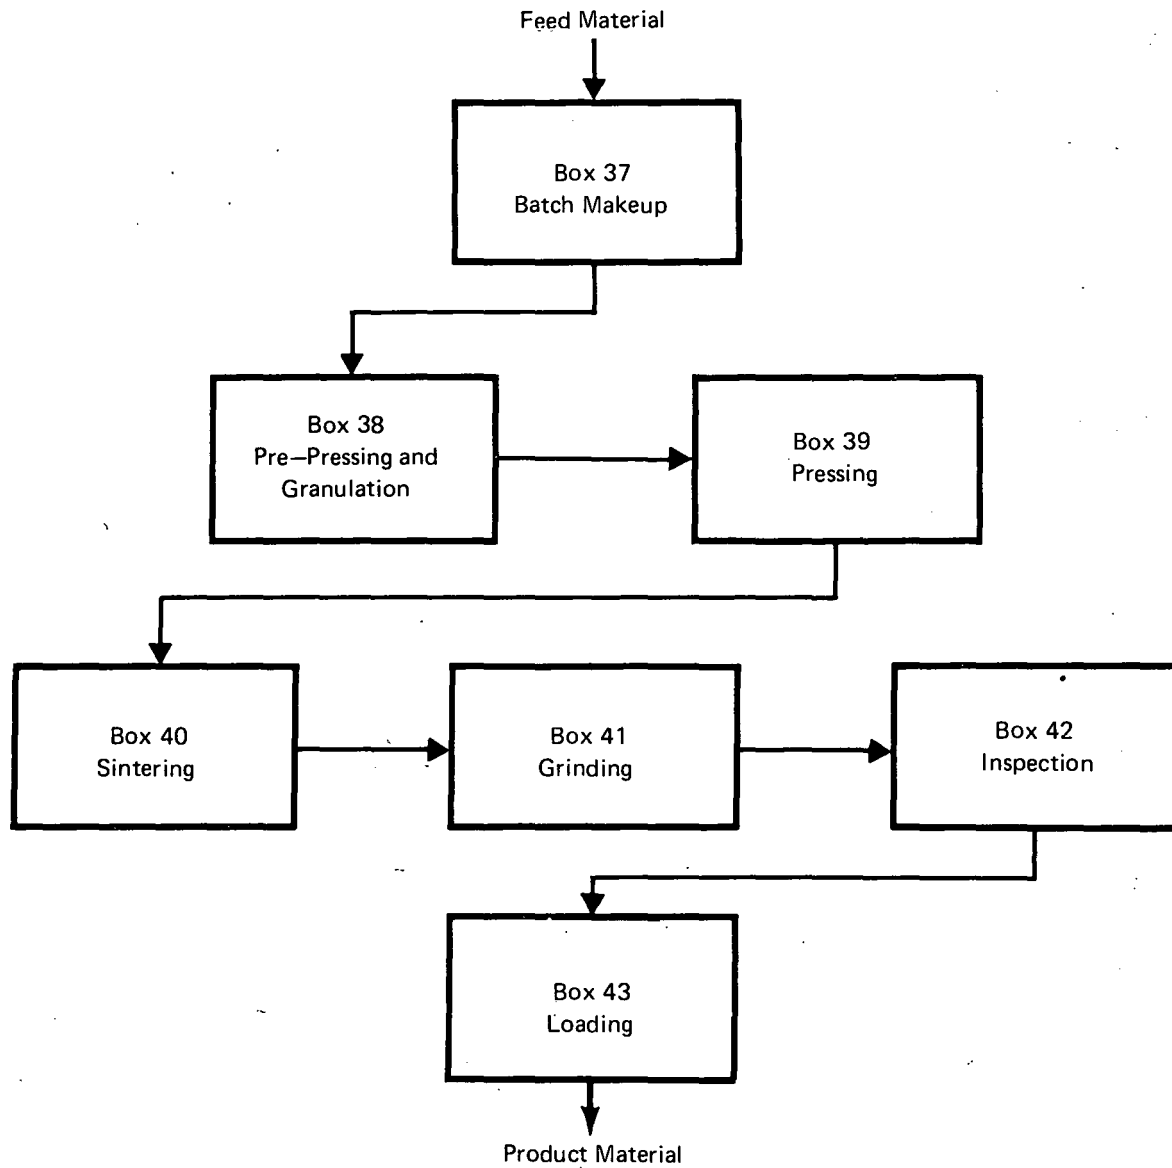 Feed Material
Box 37
Batch Makeup
Box 38
Pre–Pressing and
Granulation
Box 39
Pressing
Box 40
Sintering
Box 41
Grinding
Box 42
Inspection
Box 43
Loading
Product Material